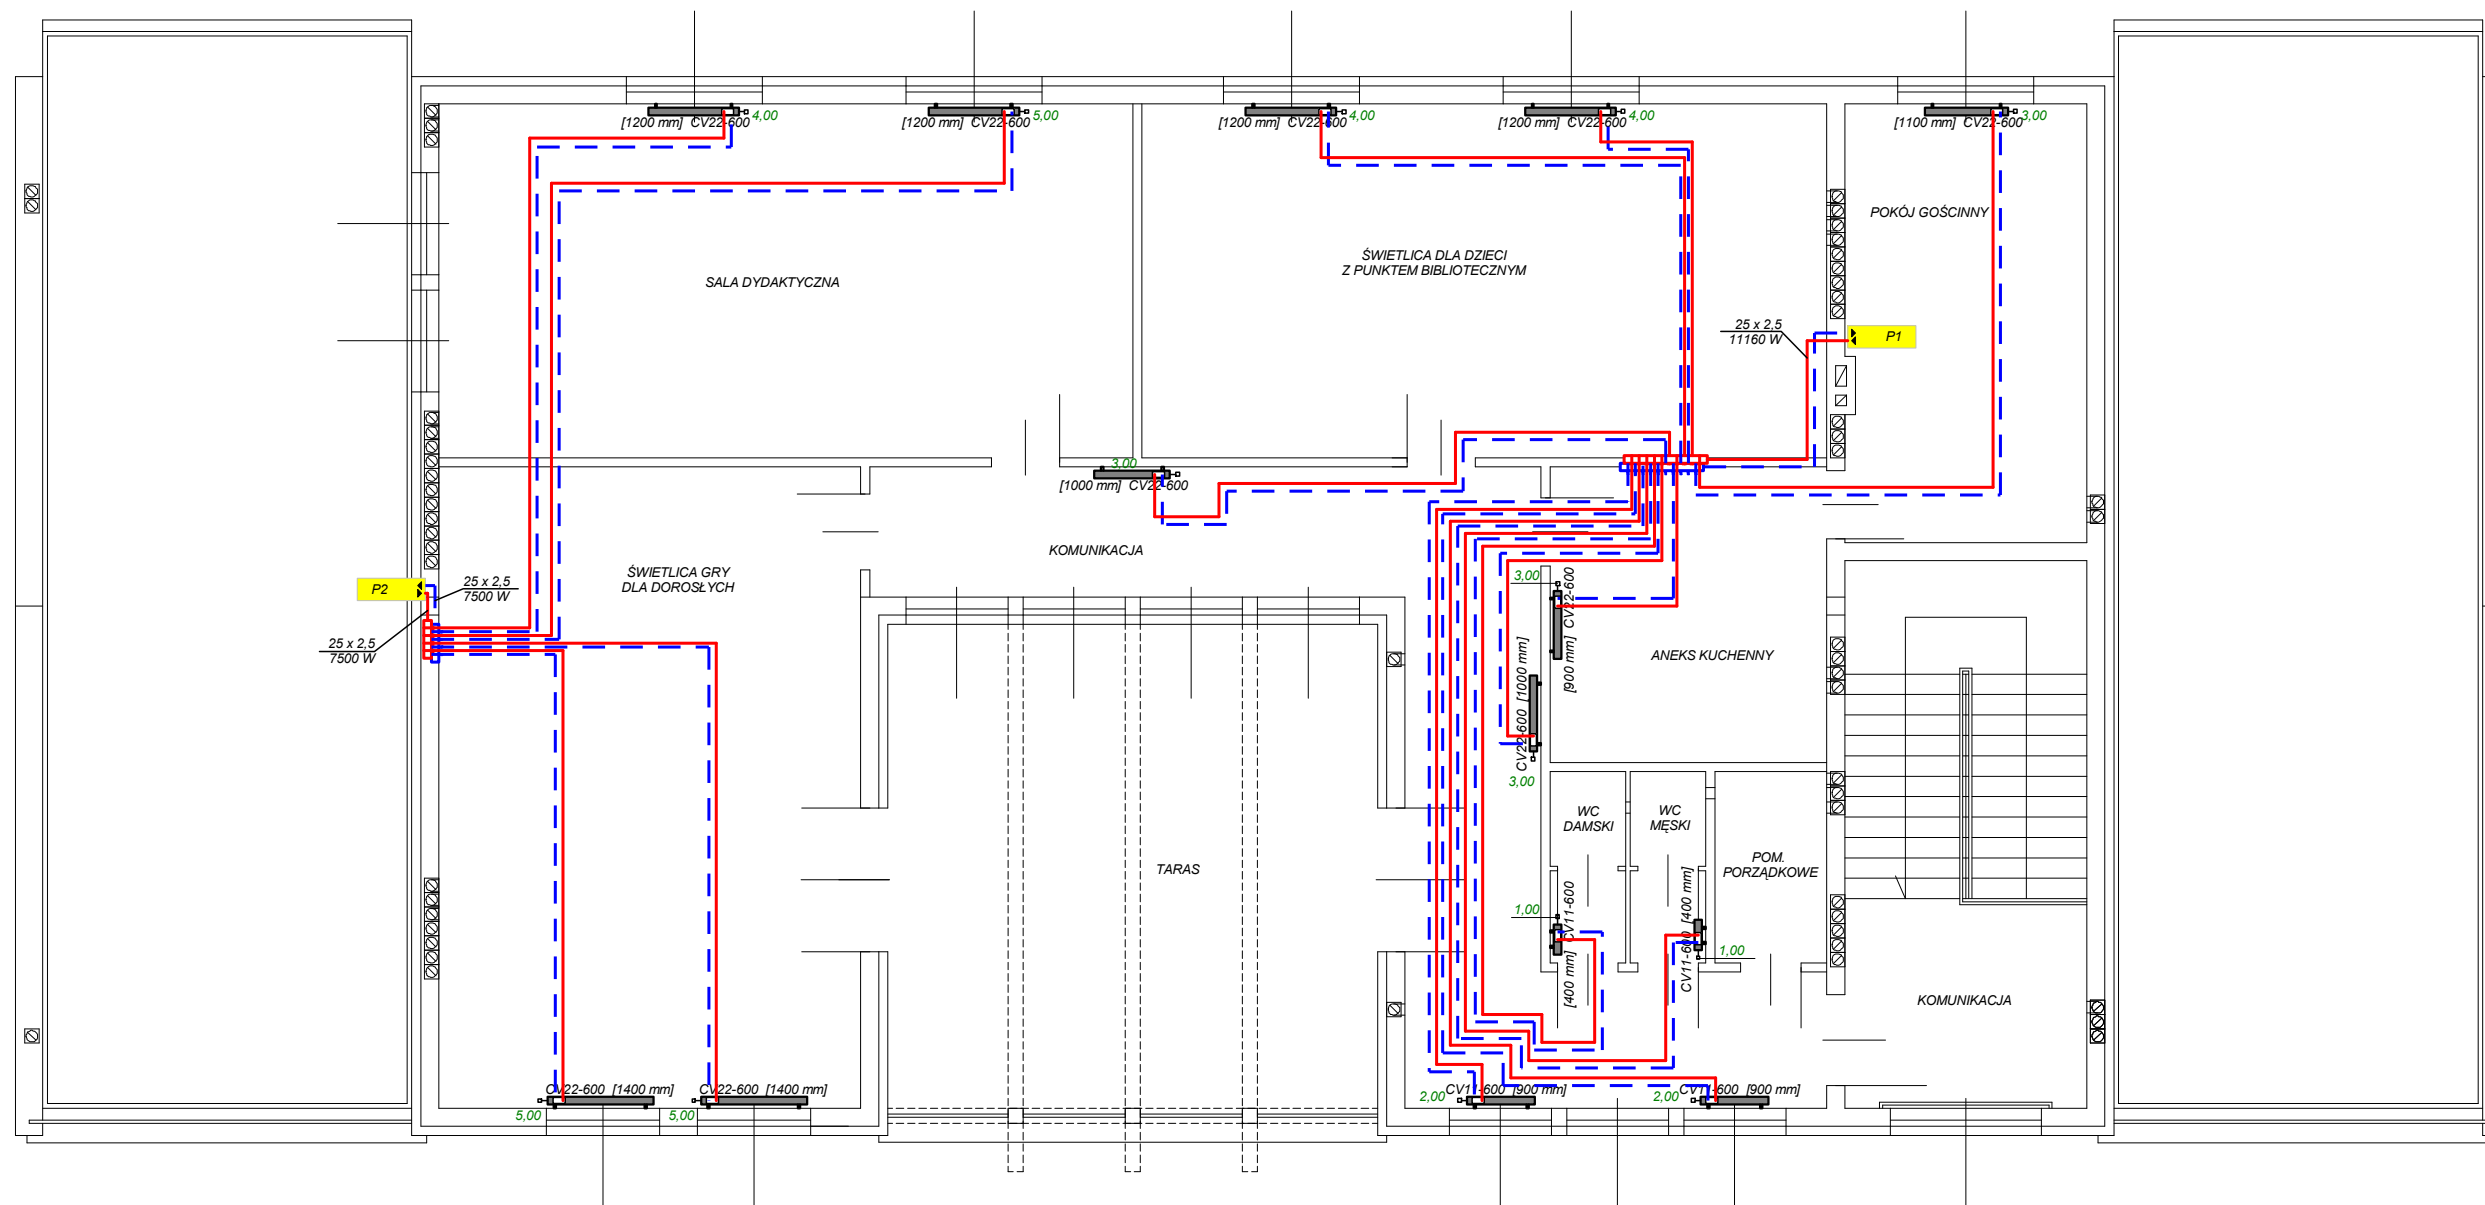 [1200 mm]  CV22-600
4,00
[1200 mm]  CV22-600
5,00
[1200 mm]  CV22-600
4,00
[1200 mm]  CV22-600
4,00
[1100 mm]  CV22-600
3,00
POKÓJ GOŚCINNY
SALA DYDAKTYCZNA
ŚWIETLICA DLA DZIECI
Z PUNKTEM BIBLIOTECZNYM
25 x 2,5
11160 W
P1
3,00
[1000 mm]  CV22-600
KOMUNIKACJA
ŚWIETLICA GRY
DLA DOROSŁYCH
P2
25 x 2,5
7500 W
25 x 2,5
7500 W
3,00
[900 mm]  CV22-600
ANEKS KUCHENNY
CV22-600  [1000 mm]
3,00
WC
DAMSKI
WC
MĘSKI
POM.
PORZĄDKOWE
TARAS
1,00
[400 mm]  CV11-600
CV11-600  [400 mm]
1,00
KOMUNIKACJA
CV22-600  [1400 mm]
5,00
CV22-600  [1400 mm]
5,00
CV11-600  [900 mm]
2,00
CV11-600  [900 mm]
2,00